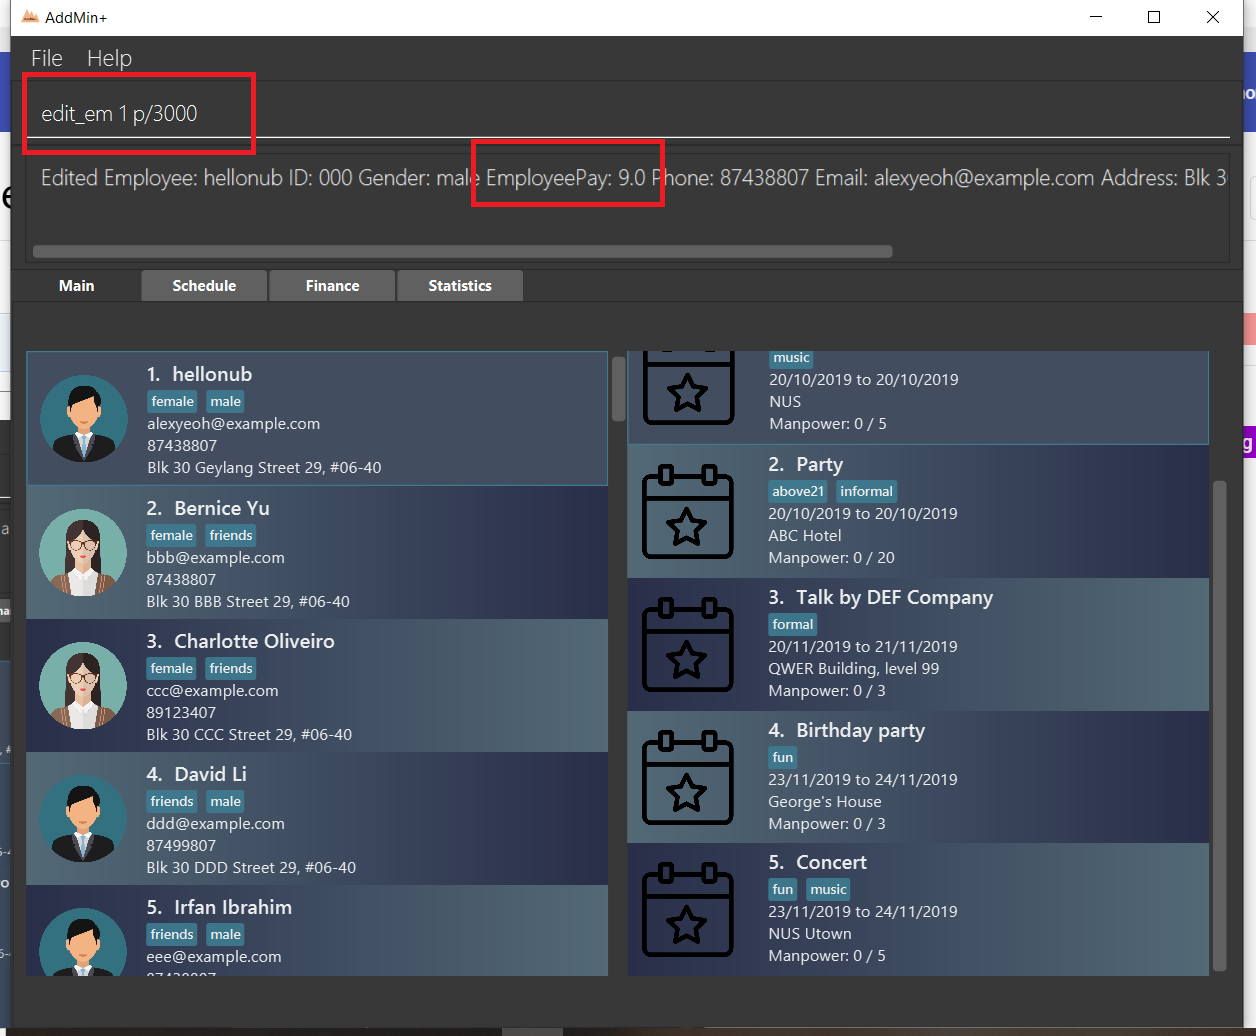 AddMin+
File Help
edit_em 1 p/3000
Edited Employee: hellonub ID: 000 Gender: male EmployeePay: 9.0 Phone: 87438807 Email: alexyeoh@example.com Address: Blk 3
Main Schedule Finance Statistics
1. hellonub
female male
alexyeoh@example.com
87438807
Blk 30 Geylang Street 29, #06-40
2. Bernice Yu
female friends
bbb@example.com
87438807
Blk 30 BBB Street 29, #06-40
3. Charlotte Oliveiro
female friends
ccc@example.com
89123407
Blk 30 CCC Street 29, #06-40
4. David Li
friends male
ddd@example.com
87499807
Blk 30 DDD Street 29, #06-40
5. Irfan Ibrahim
friends male
eee@example.com
music
20/10/2019 to 20/10/2019
NUS
Manpower: 0 / 5
2. Party
above21 informal
20/10/2019 to 20/10/2019
ABC Hotel
Manpower: 0 / 20
3. Talk by DEF Company
formal
20/11/2019 to 21/11/2019
QWER Building, level 99
Manpower: 0 / 3
4. Birthday party
fun
23/11/2019 to 24/11/2019
George's House
Manpower: 0 / 3
5. Concert
fun music
23/11/2019 to 24/11/2019
NUS Utown
Manpower: 0 / 5